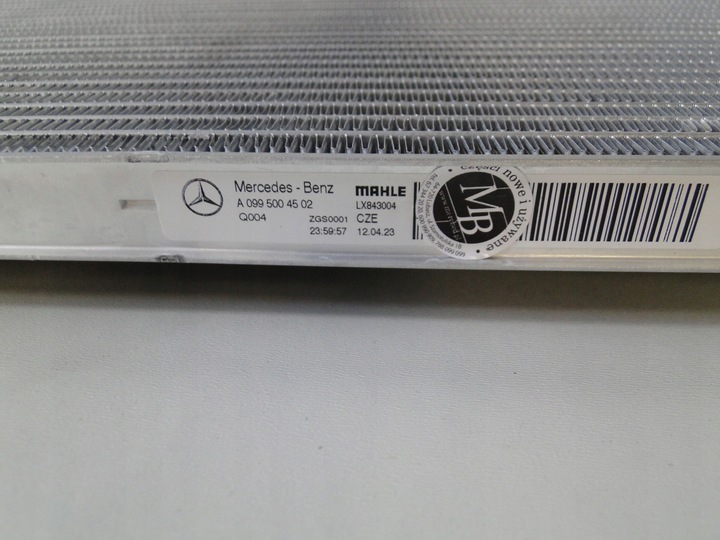 Mercedes - Benz
A 099 500 45 02
Q004
ZGS0001
23:59:57
MAHLE
LX843004
CZE
12.04.23
Części nowe i używane
MB